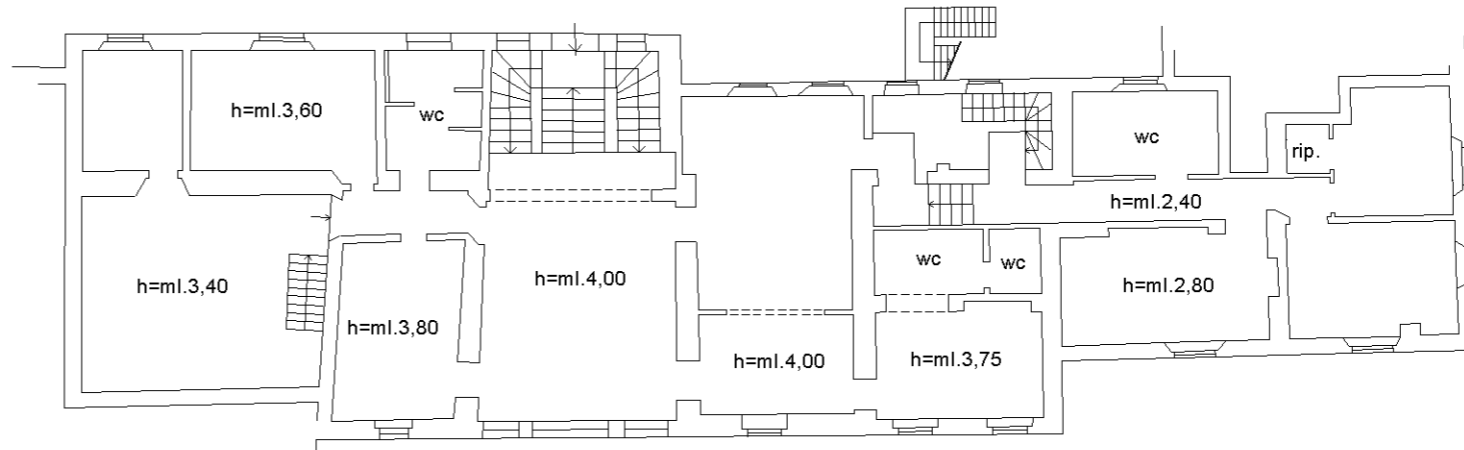 h=ml.3,60
wc
wc
rip.
h=ml.2,40
h=ml.3,40
h=ml.4,00
wc
wc
h=ml.2,80
h=ml.3,80
h=ml.4,00
h=ml.3,75